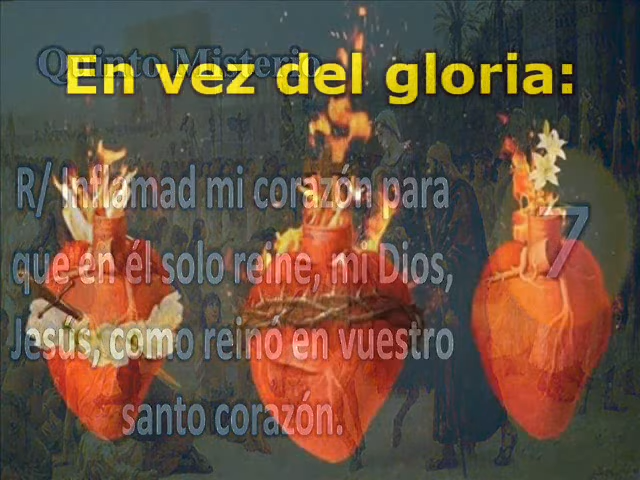 Quinto Misterio
En vez del gloria:
R/ Inflamad mi corazón para
que en él solo reine, mi Dios,
Jesús, como reino en vuestro
santo corazón.
7